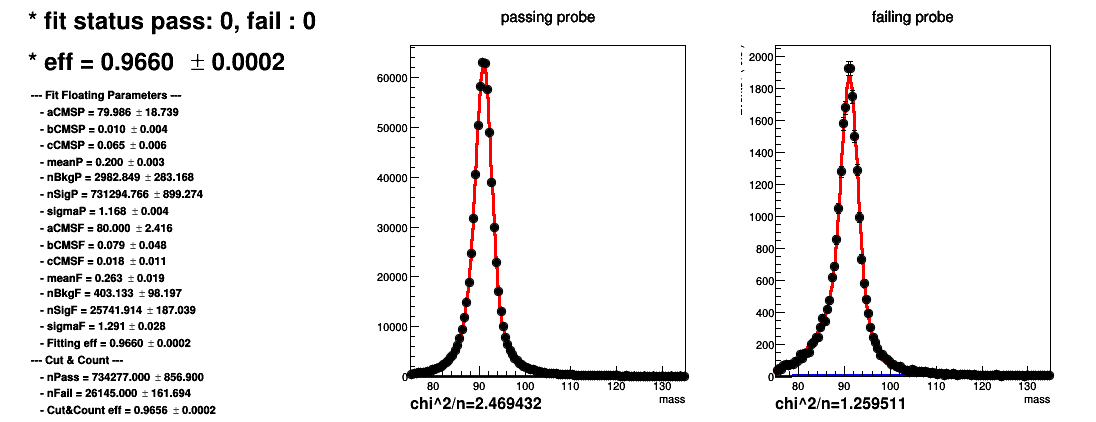 * fit status pass: 0, fail : 0
* eff = 0.9660 ± 0.0002
--- Fit Floating Parameters ---
- aCMSP = 79.986 ± 18.739
- bCMSP = 0.010 ± 0.004
- cCMSP = 0.065 ± 0.006
- meanP = 0.200 ± 0.003
- nBkgP = 2982.849 ± 283.168
- nSigP = 731294.766 ± 899.274
- sigmaP = 1.168 ± 0.004
- aCMSF = 80.000 ± 2.416
- bCMSF = 0.079 ± 0.048
- cCMSF = 0.018 ± 0.011
- meanF = 0.263 ± 0.019
- nBkgF = 403.133 ± 98.197
- nSigF = 25741.914 ± 187.039
- sigmaF = 1.291 ± 0.028
- Fitting eff = 0.9660 ± 0.0002
--- Cut & Count ---
- nPass = 734277.000 ± 856.900
- nFail = 26145.000 ± 161.694
- Cut&Count eff = 0.9656 ± 0.0002
passing probe
60000
50000
40000
30000
20000
10000
0
80 90 100 110 120 130
mass
chi^2/n=2.469432
failing probe
2000
1800
1600
1400
1200
1000
800
600
400
200
0
80 90 100 110 120 130
mass
chi^2/n=1.259511